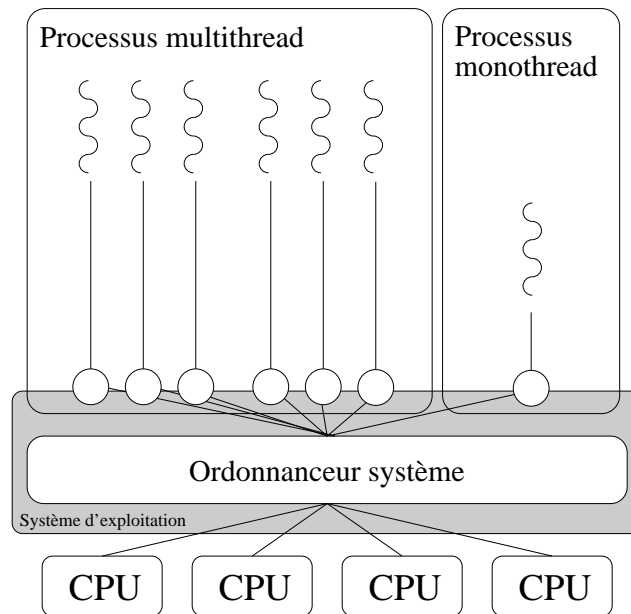 Processus multithread
Processus
monothread
Ordonnanceur système
Système d'exploitation
CPU
CPU
CPU
CPU